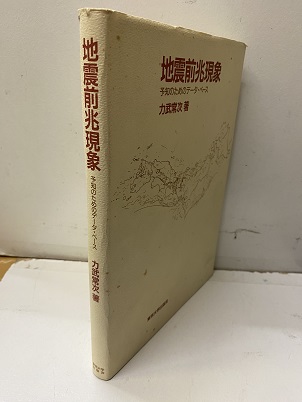 地震前兆現象
予知のためのデータ・ベース
力武常次 著
地震前兆現象
予知のためのデータ・ベース
力武常次 著